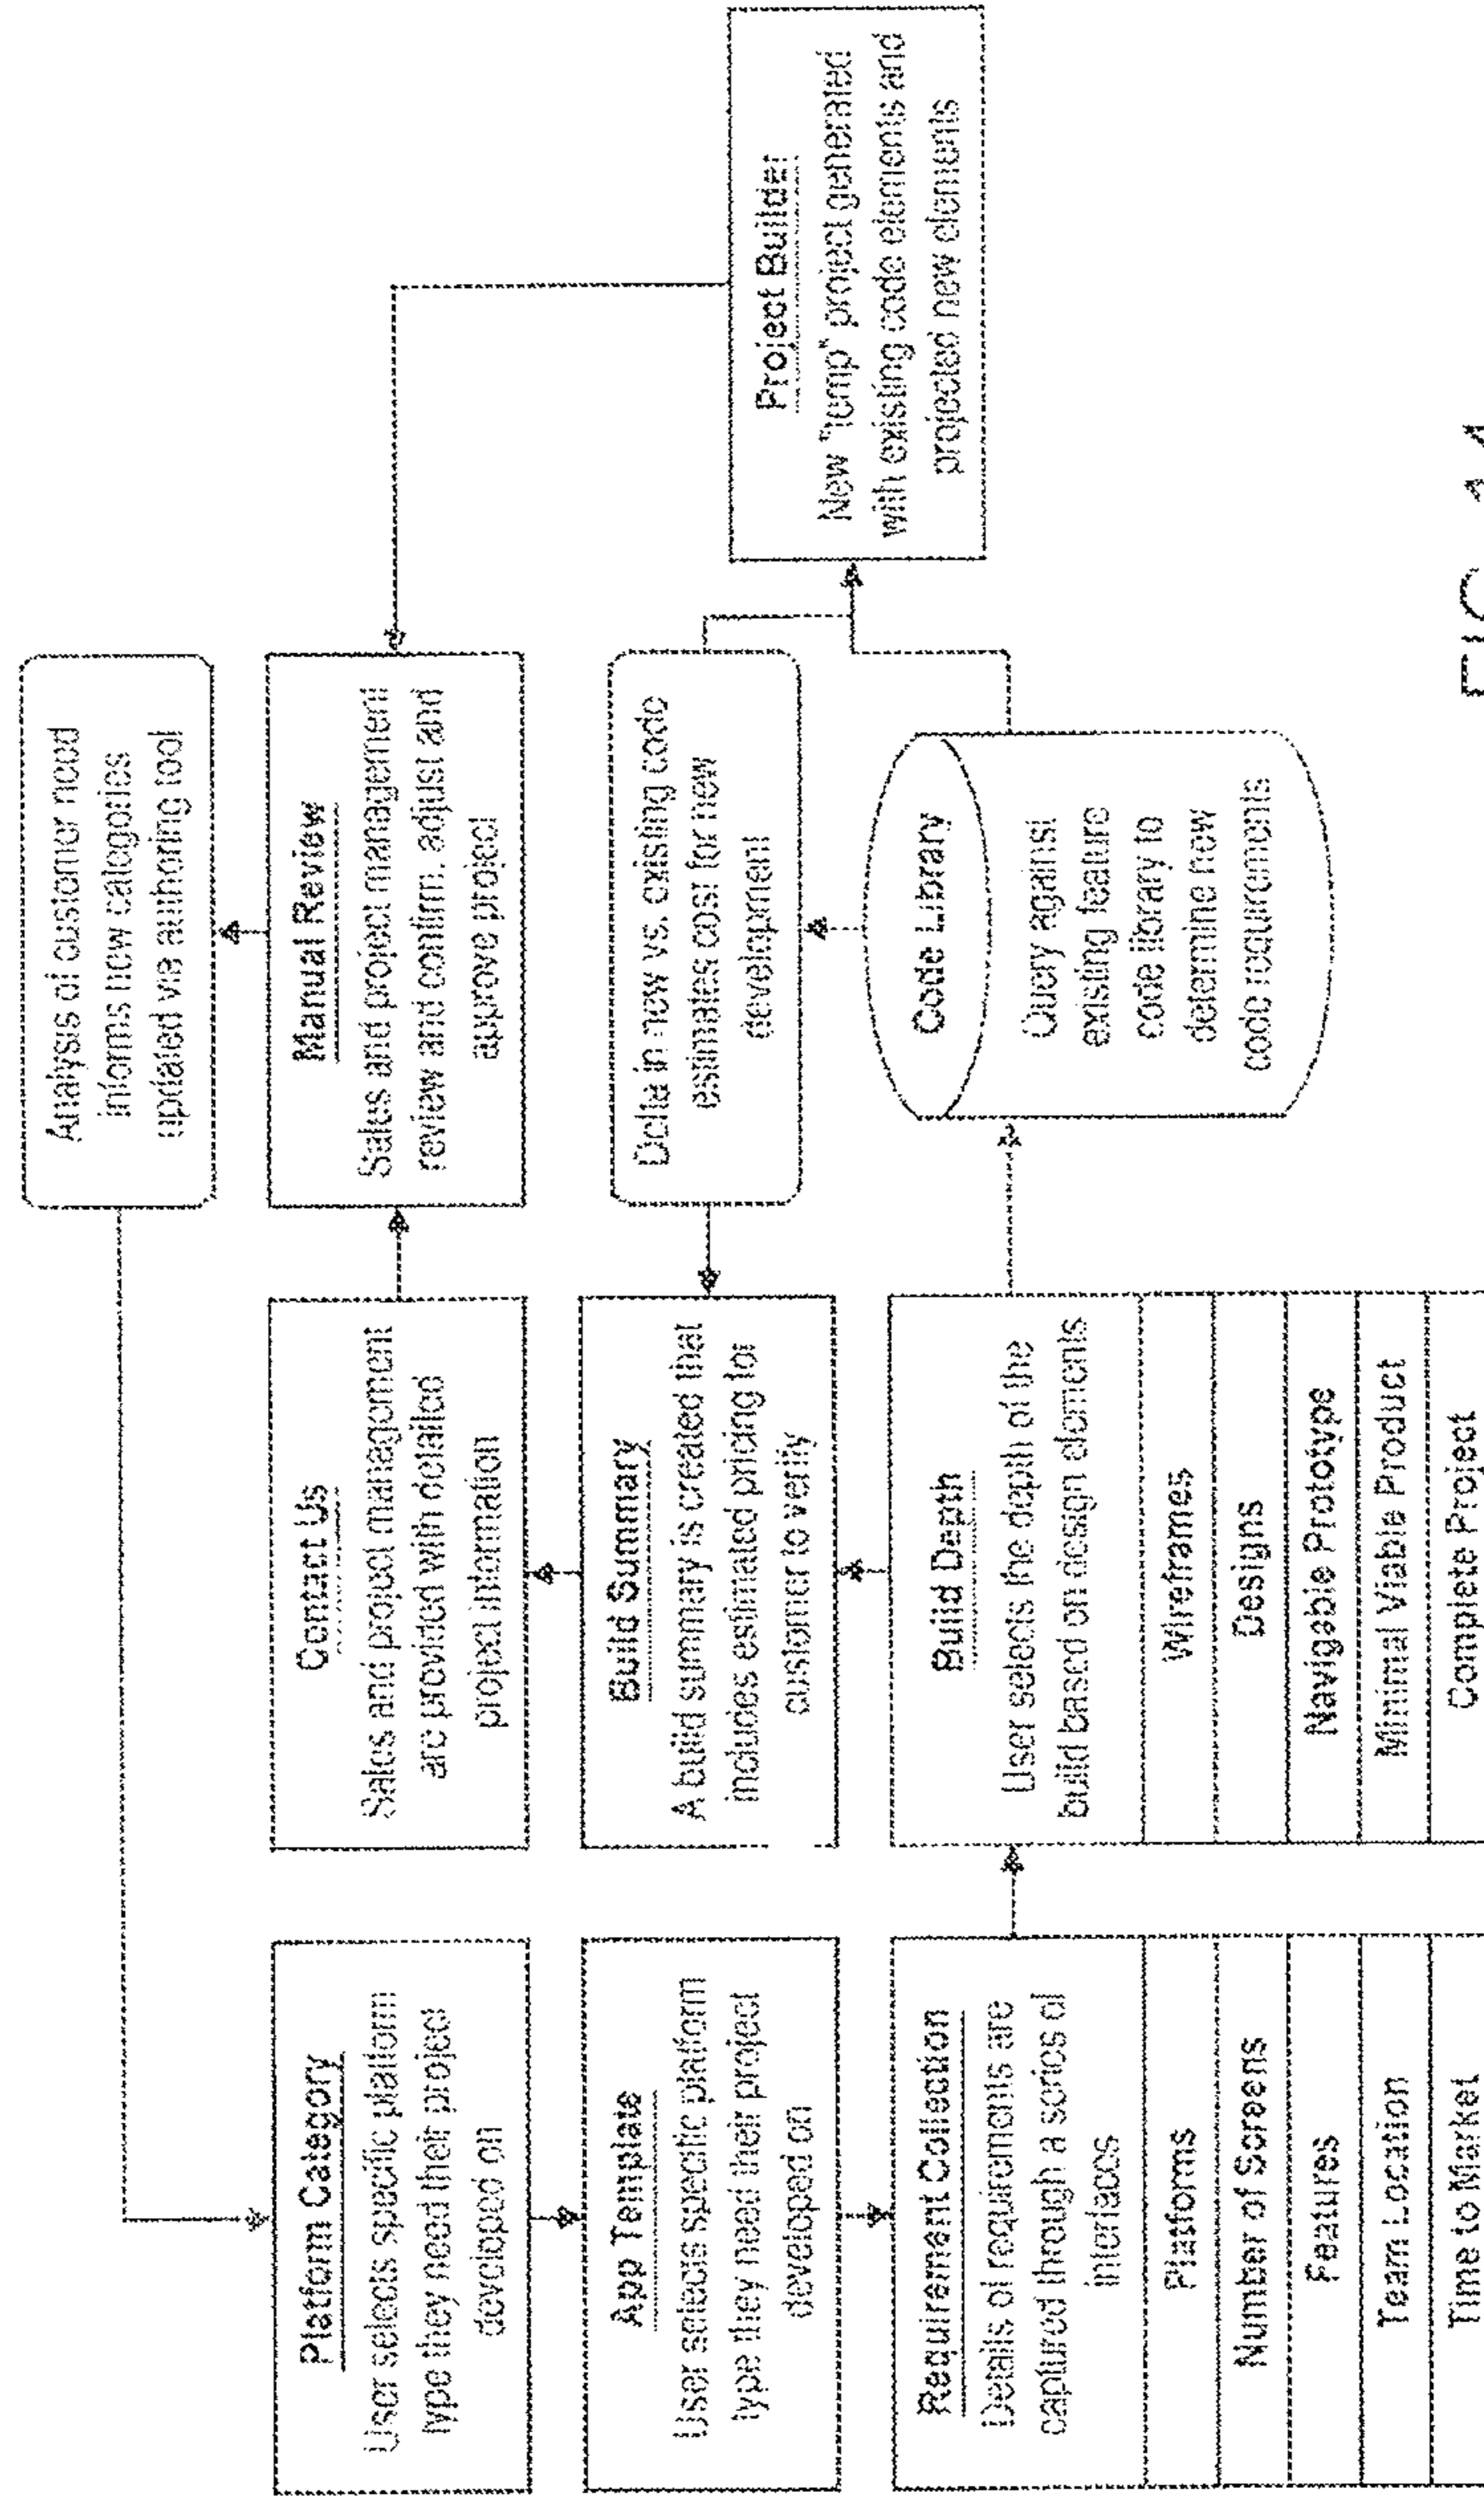 Analysis of customer need
informs new categories
updated via authoring tool
Platform Category
User selects specific platform
type they need their project
developed on
Contact Us
Sales and project management
are provided with detailed
project information
Manual Review
Sales and project management
review and confirm, adjust and
approve project
App Template
User selects specific platform
type they need their project
developed on
Build Summary
A build summary is created that
includes estimated pricing for
customer to verify
Delta in new vs. existing code
estimates cost for new
development
Project Builder
New "temp" project generated
with existing code elements and
projected new elements
Requirement Collection
Details of requirements are
captured through a series of
interfaces
Platforms
Number of Screens
Features
Team Location
Time to Market
Build Depth
User selects the depth of the
build based on design elements
Wireframes
Designs
Navigable Prototype
Minimal Viable Product
Complete Project
Code Library
Query against
existing feature
code library to
determine new
code requirements